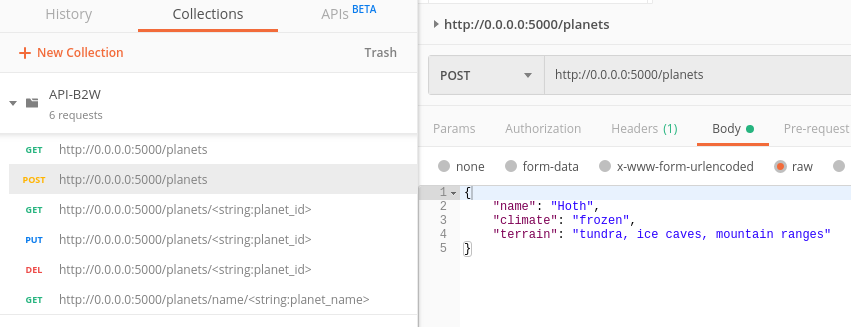 History Collections APIs BETA
+ New Collection Trash
API-B2W
6 requests
GET http://0.0.0.0:5000/planets
POST http://0.0.0.0:5000/planets
GET http://0.0.0.0:5000/planets/<string:planet_id>
PUT http://0.0.0.0:5000/planets/<string:planet_id>
DEL http://0.0.0.0:5000/planets/<string:planet_id>
GET http://0.0.0.0:5000/planets/name/<string:planet_name>
http://0.0.0.0:5000/planets
POST http://0.0.0.0:5000/planets
Params Authorization Headers (1) Body Pre-request
none form-data x-www-form-urlencoded raw
1 {
2 "name": "Hoth",
3 "climate": "frozen",
4 "terrain": "tundra, ice caves, mountain ranges"
5 }